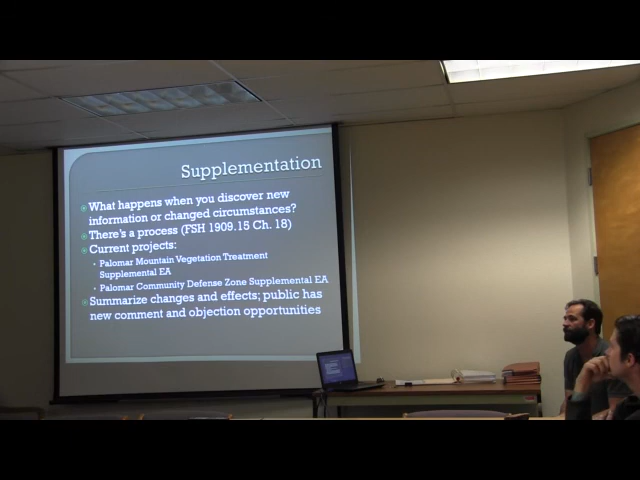 Supplementation
What happens when you discover new
information or changed circumstances?
There's a process (FSH 1909.15 Ch. 18)
Current projects:
Palomar Mountain Vegetation Treatment
Supplemental EA
Palomar Community Defense Zone Supplemental EA
Summarize changes and effects; public has
new comment and objection opportunities